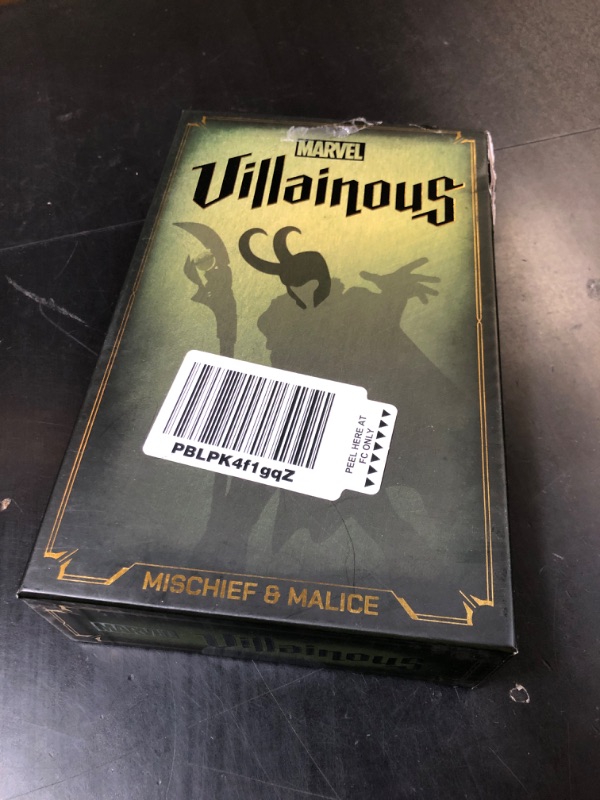 MARVEL
Villainous
PBLPK4f1gqZ
PEEL HERE AT
FC ONLY
MISCHIEF & MALICE
MARVEL
Villainous